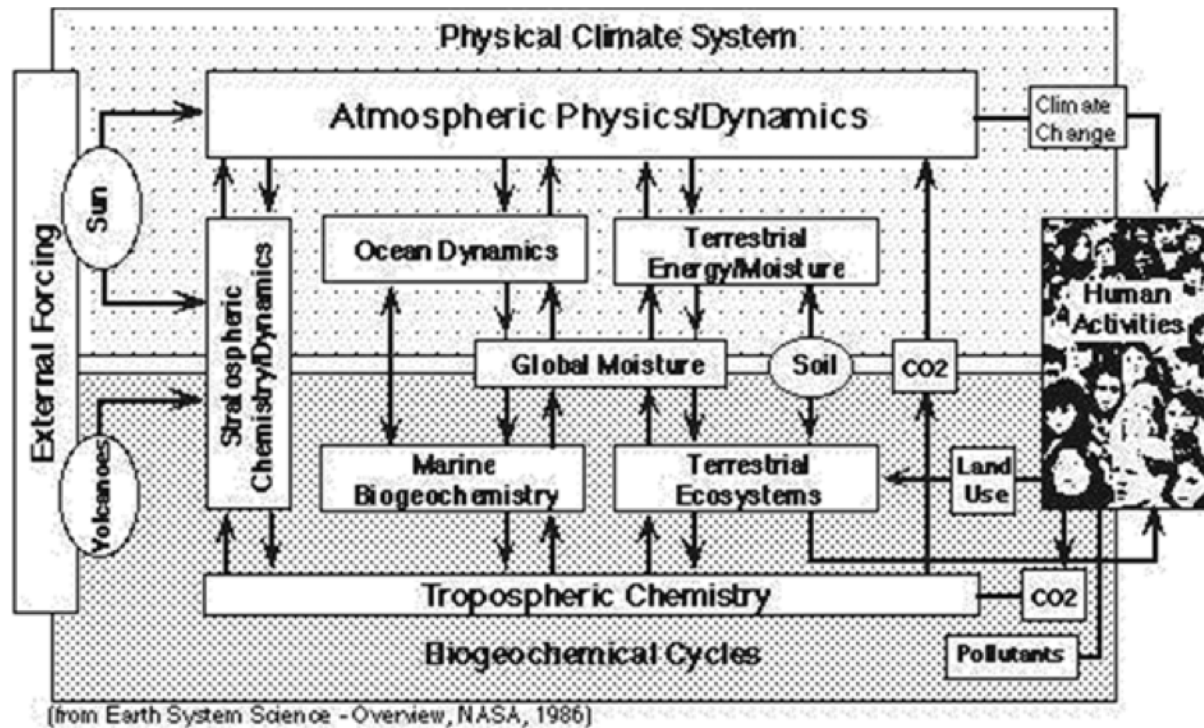 Physical Climate System
Atmospheric Physics/Dynamics
Climate
Change
External Forcing
Sun
Stratospheric
Chemistry/Dynamics
Ocean Dynamics
Terrestrial
Energy/Moisture
Human
Activities
Global Moisture
Soil
CO2
Volcanoes
Marine
Biogeochemistry
Terrestrial
Ecosystems
Land
Use
Tropospheric Chemistry
CO2
Biogeochemical Cycles
Pollutants
(from Earth System Science - Overview, NASA, 1986)